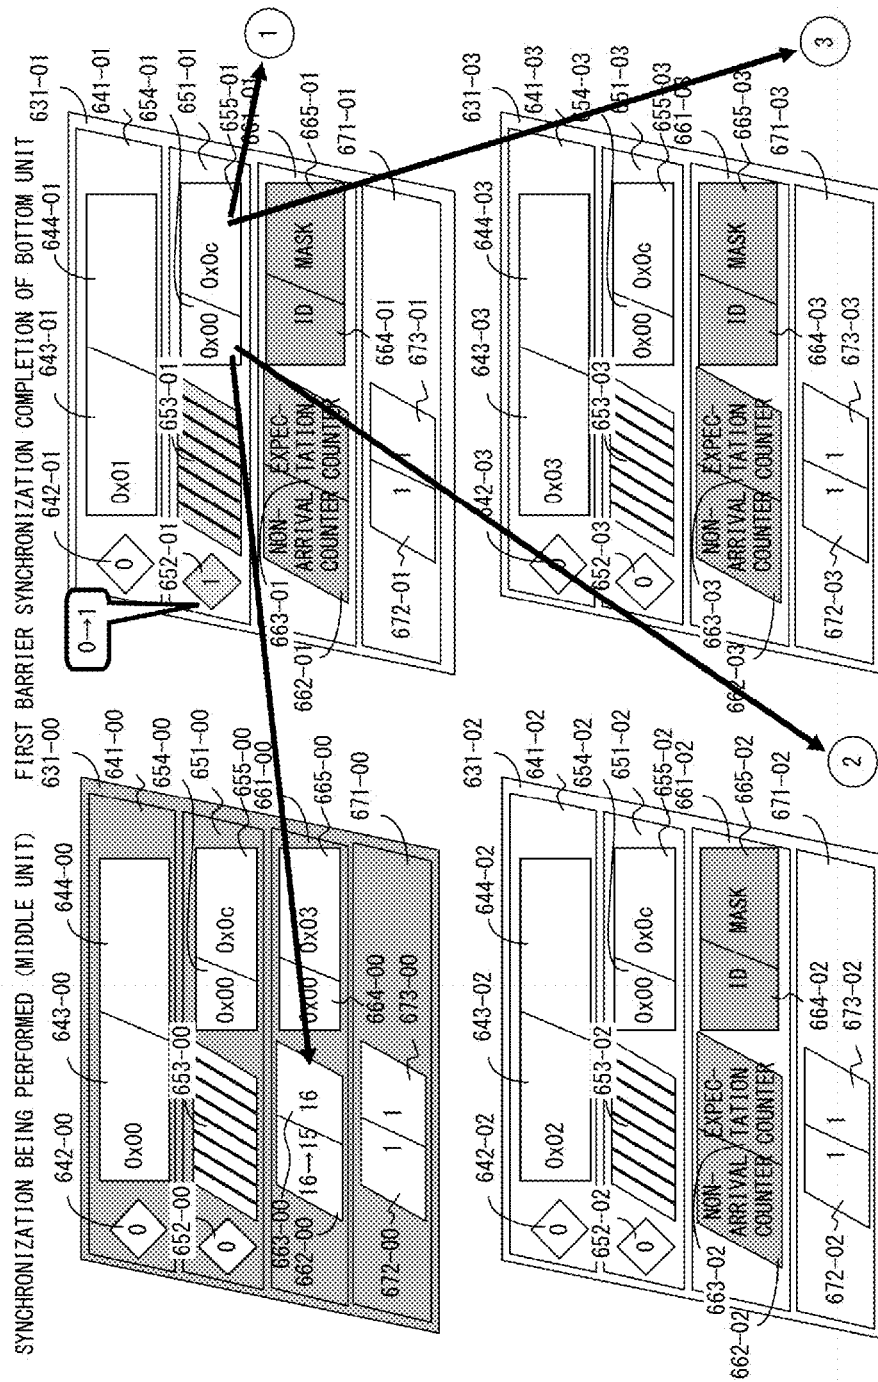 SYNCHRONIZATION BEING PERFORMED (MIDDLE UNIT)
FIRST BARRIER SYNCHRONIZATION COMPLETION OF BOTTOM UNIT
642-00
643-00
644-00
631-00
641-00
654-00
651-00
655-00
661-00
665-00
671-00
0
0x00
652-00
653-00
0
0x00
0x0c
663-00
662-00
16→15
16
0x00
0x03
664-00
672-00
1
1
673-00
0→1
642-01
643-01
644-01
631-01
641-01
654-01
651-01
655-01
661-01
665-01
671-01
0
0x01
652-01
653-01
1
0x00
0x0c
663-01
662-01
NON-
ARRIVAL
COUNTER
EXPEC-
TATION
COUNTER
ID
MASK
664-01
672-01
1
1
673-01
1
642-02
643-02
644-02
631-02
641-02
654-02
651-02
655-02
661-02
665-02
671-02
0
0x02
652-02
653-02
0
0x00
0x0c
663-02
662-02
NON-
ARRIVAL
COUNTER
EXPEC-
TATION
COUNTER
ID
MASK
664-02
672-02
1
1
673-02
2
642-03
643-03
644-03
631-03
641-03
654-03
651-03
655-03
661-03
665-03
671-03
0
0x03
652-03
653-03
0
0x00
0x0c
663-03
662-03
NON-
ARRIVAL
COUNTER
EXPEC-
TATION
COUNTER
ID
MASK
664-03
672-03
1
1
673-03
3